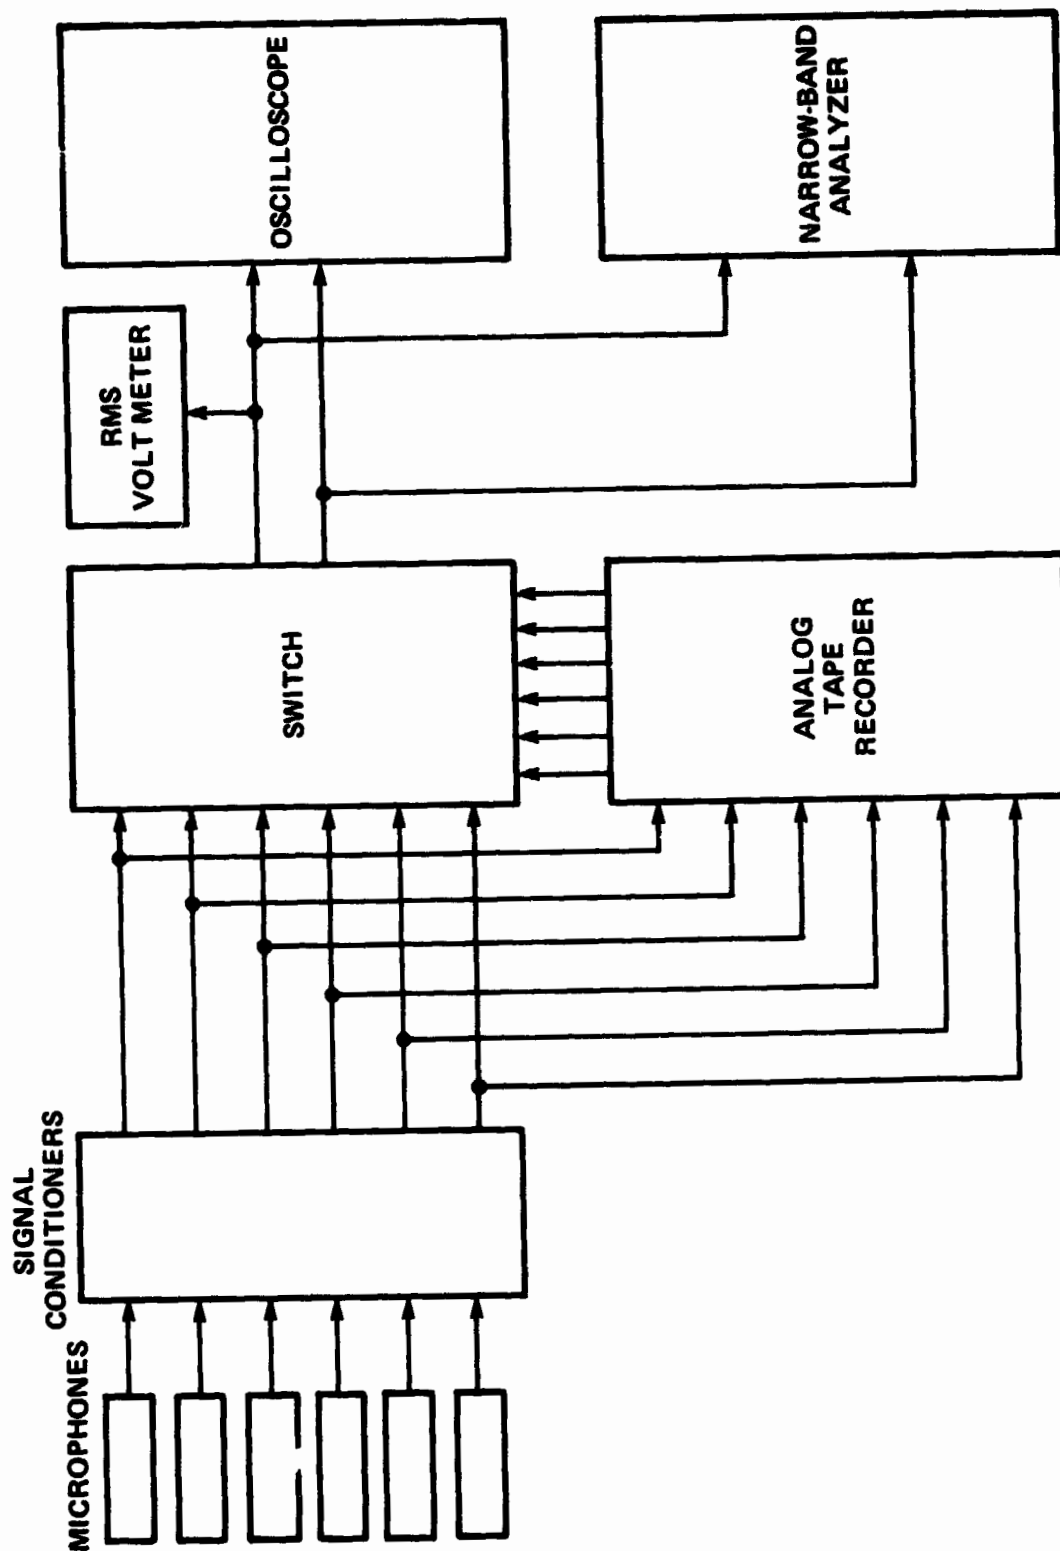 MICROPHONES
SIGNAL
CONDITIONERS
SWITCH
ANALOG
TAPE
RECORDER
RMS
VOLT METER
OSCILLOSCOPE
NARROW-BAND
ANALYZER